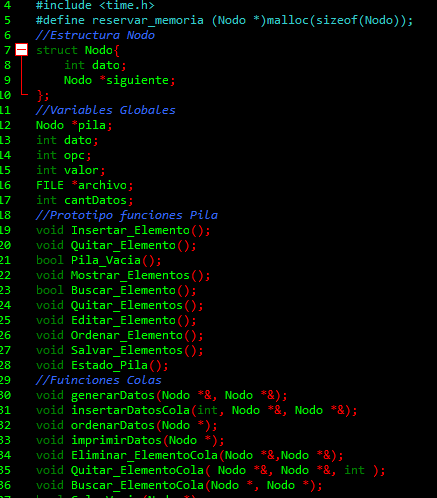 4 #include <time.h>
5 #define reservar_memoria (Nodo *)malloc(sizeof(Nodo));
6 //Estructura Nodo
7 struct Nodo{
8 int dato;
9 Nodo *siguiente;
10 };
11 //Variables Globales
12 Nodo *pila;
13 int dato;
14 int opc;
15 int valor;
16 FILE *archivo;
17 int cantDatos;
18 //Prototipo funciones Pila
19 void Insertar_Elemento();
20 void Quitar_Elemento();
21 bool Pila_Vacia();
22 void Mostrar_Elementos();
23 bool Buscar_Elemento();
24 void Quitar_Elementos();
25 void Editar_Elemento();
26 void Ordenar_Elemento();
27 void Salvar_Elementos();
28 void Estado_Pila();
29 //Fuinciones Colas
30 void generarDatos(Nodo *&, Nodo *&);
31 void insertarDatosCola(int, Nodo *&, Nodo *&);
32 void ordenarDatos(Nodo *);
33 void imprimirDatos(Nodo *);
34 void Eliminar_ElementoCola(Nodo *&,Nodo *&);
35 void Quitar_ElementoCola( Nodo *&, Nodo *&, int );
36 void Buscar_ElementoCola(Nodo *, Nodo *);